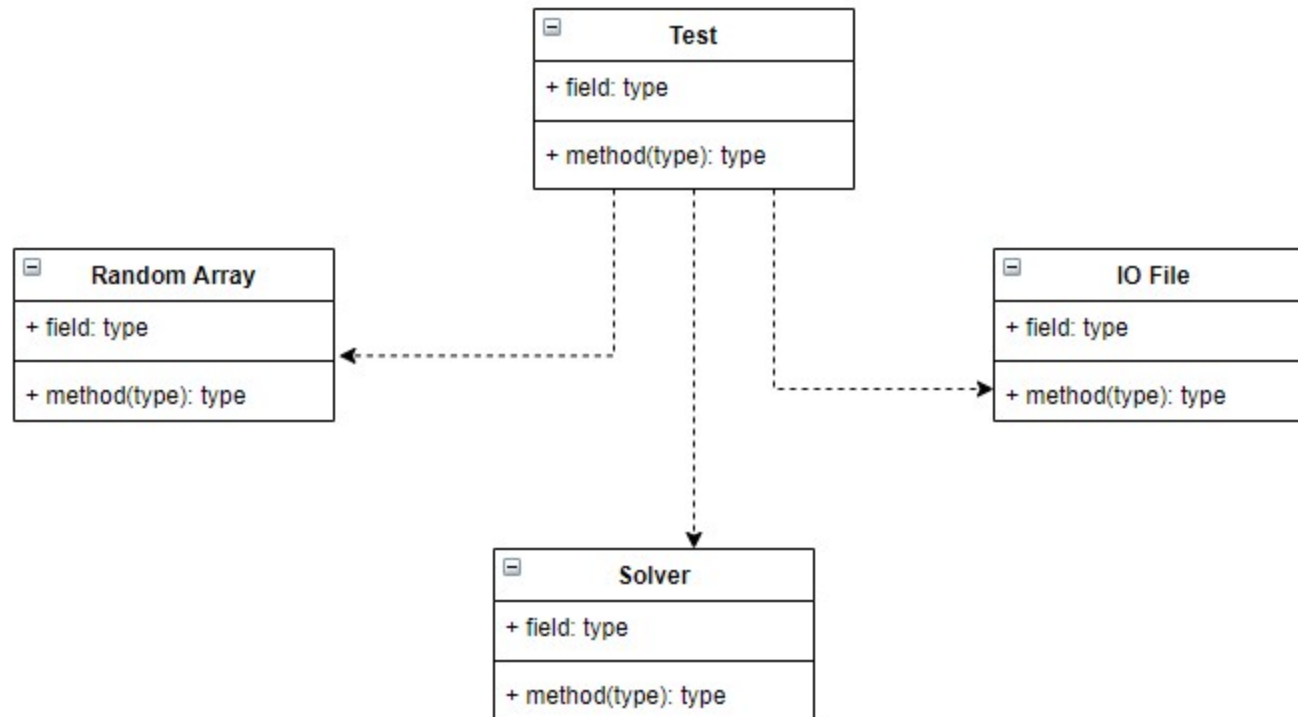 Test
+ field: type
+ method(type): type
Random Array
+ field: type
+ method(type): type
IO File
+ field: type
+ method(type): type
Solver
+ field: type
+ method(type): type